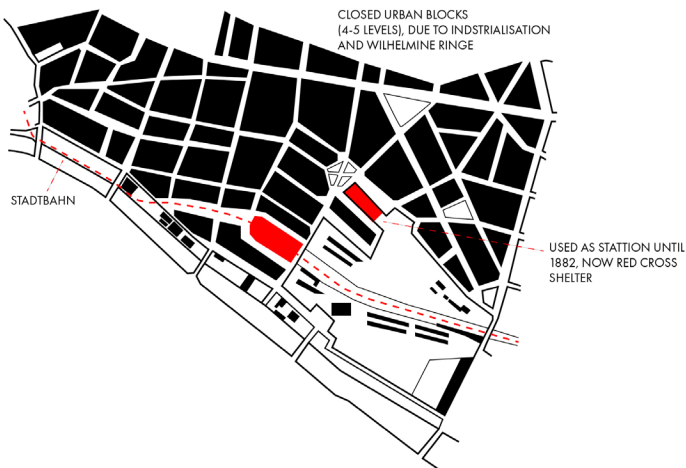 CLOSED URBAN BLOCKS
(4-5 LEVELS), DUE TO INDSTRIALISATION
AND WILHELMINE RINGE
STADTBAHN
USED AS STATTION UNTIL
1882, NOW RED CROSS
SHELTER